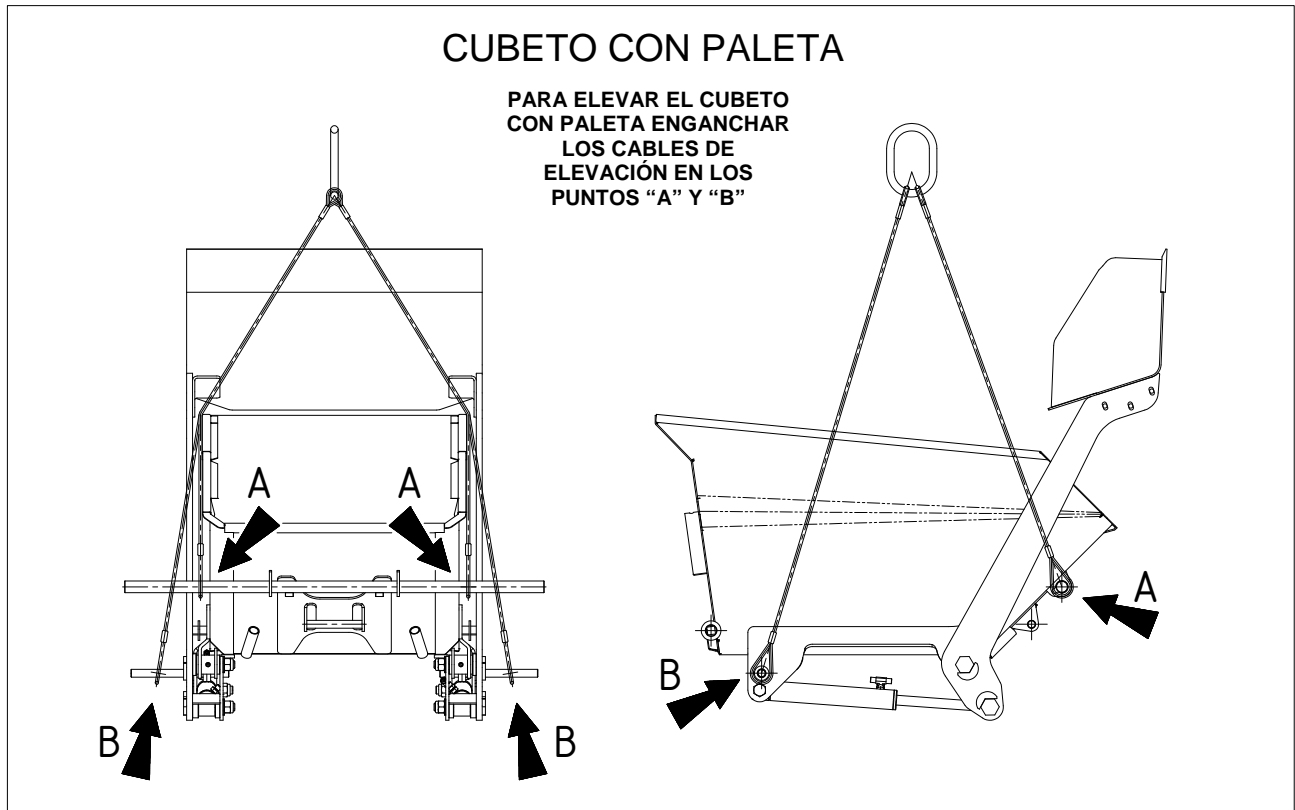 CUBETO CON PALETA
PARA ELEVAR EL CUBETO
CON PALETA ENGANCHAR
LOS CABLES DE
ELEVACIÓN EN LOS
PUNTOS “A” Y “B”
A A
B B
A
B